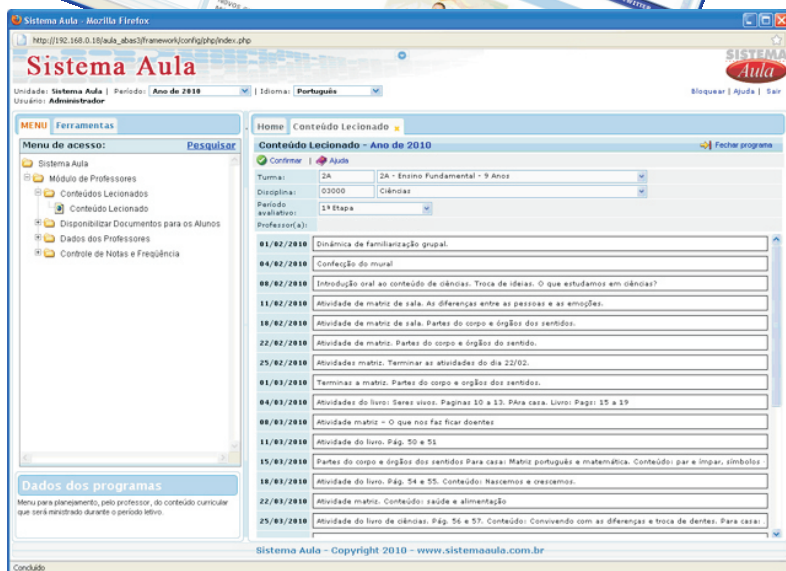 Sistema Aula - Mozilla Firefox
http://192.168.0.18/aula_abas3/framework/config/php/index.php
Sistema Aula
SISTEMA
Aula
Unidade: Sistema Aula | Período: Ano de 2010 | Idioma: Português
Bloquear | Ajuda | Sair
Usuário: Administrador
MENU Ferramentas
Menu de acesso: Pesquisar
Sistema Aula
Módulo de Professores
Conteúdos Lecionados
Conteúdo Lecionado
Disponibilizar Documentos para os Alunos
Dados dos Professores
Controle de Notas e Freqüência
Dados dos programas
Menu para planejamento, pelo professor, do conteúdo curricular
que será ministrado durante o período letivo.
Home Conteúdo Lecionado x
Conteúdo Lecionado - Ano de 2010 Fechar programa
Confirmar | Ajuda
Turma: 2A 2A - Ensino Fundamental - 9 Anos
Disciplina: 03000 Ciências
Período
avaliativo: 1ª Etapa
Professor(a):
01/02/2010 Dinâmica de familiarização grupal.
04/02/2010 Confecção do mural
08/02/2010 Introdução oral ao conteúdo de ciências. Troca de ideias. O que estudamos em ciências?
11/02/2010 Atividade de matriz de sala. As diferenças entre as pessoas e as emoções.
18/02/2010 Atividade de matriz de sala. Partes do corpo e órgãos dos sentidos.
22/02/2010 Atividade de matriz. Partes do corpo e órgãos do sentido.
25/02/2010 Atividades matriz. Terminar as atividades do dia 22/02.
01/03/2010 Terminas a matriz. Partes do corpo e orgãos dos sentidos.
04/03/2010 Atividades do livro: Seres vivos. Paginas 10 a 13. PAra casa. Livro: Pags: 15 a 19
08/03/2010 Atividade matriz – O que nos faz ficar doentes
11/03/2010 Atividade do livro. Pág. 50 e 51
15/03/2010 Partes do corpo e órgãos dos sentidos Para casa: Matriz português e matemática. Conteúdo: par e ímpar, símbolos
18/03/2010 Atividade do livro. Pág. 54 e 55. Conteúdo: Nascemos e crescemos.
22/03/2010 Atividade matriz. Conteúdo: saúde e alimentação
25/03/2010 Atividade do livro de ciências. Pág. 56 e 57. Conteúdo: Convivendo com as diferenças e troca de dentes. Para casa: .
Sistema Aula - Copyright 2010 - www.sistemaaula.com.br
Concluído